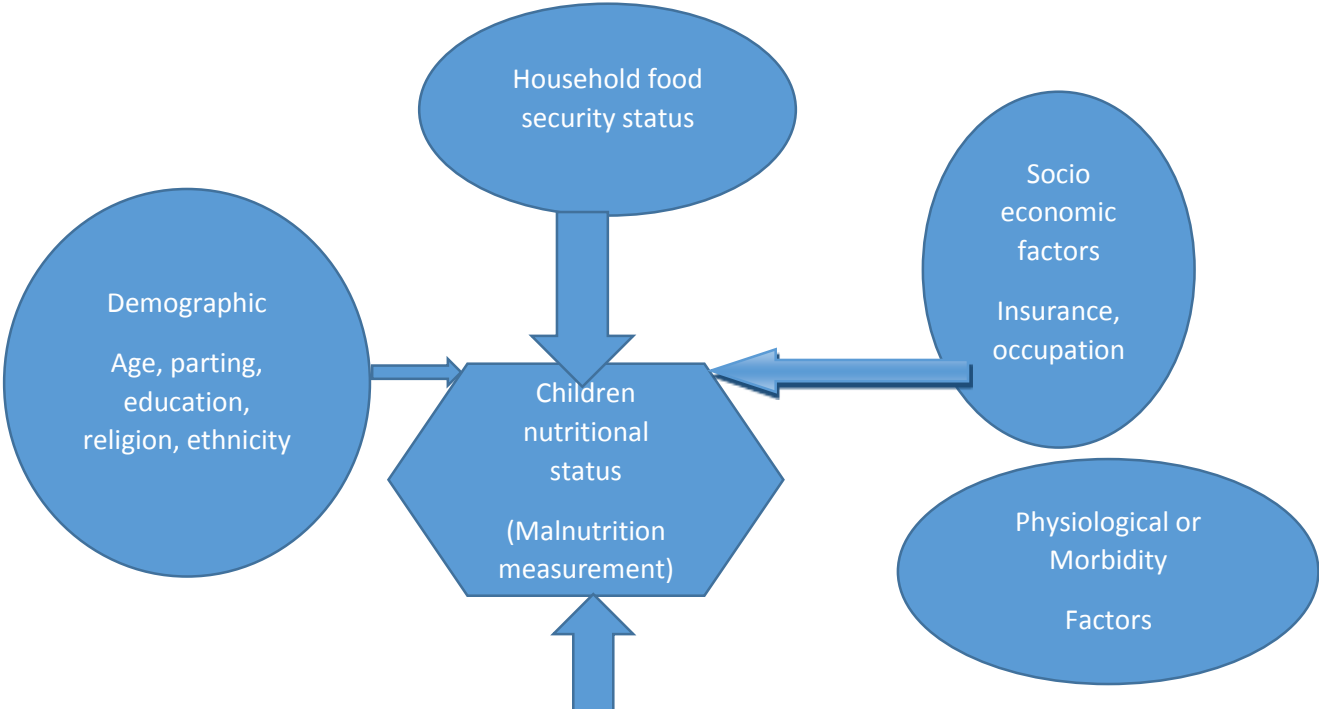 Household food
security status
Demographic
Age, parting,
education,
religion, ethnicity
Socio
economic
factors
Insurance,
occupation
Children
nutritional
status
(Malnutrition
measurement)
Physiological or
Morbidity
Factors